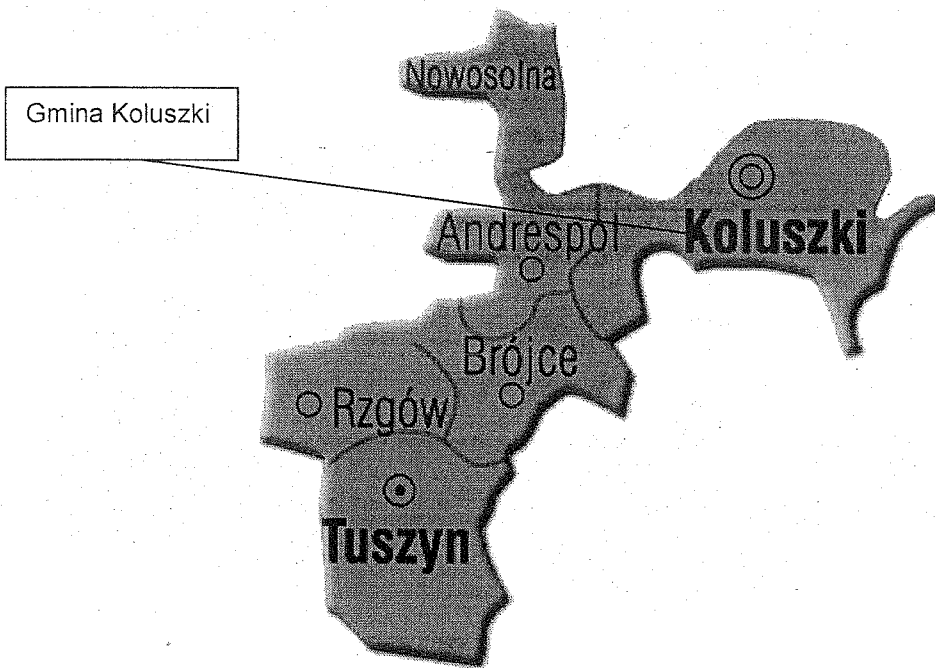 Nowosolna
Gmina Koluszki
Andrespol
Koluszki
Brójce
Rzgów
Tuszyn